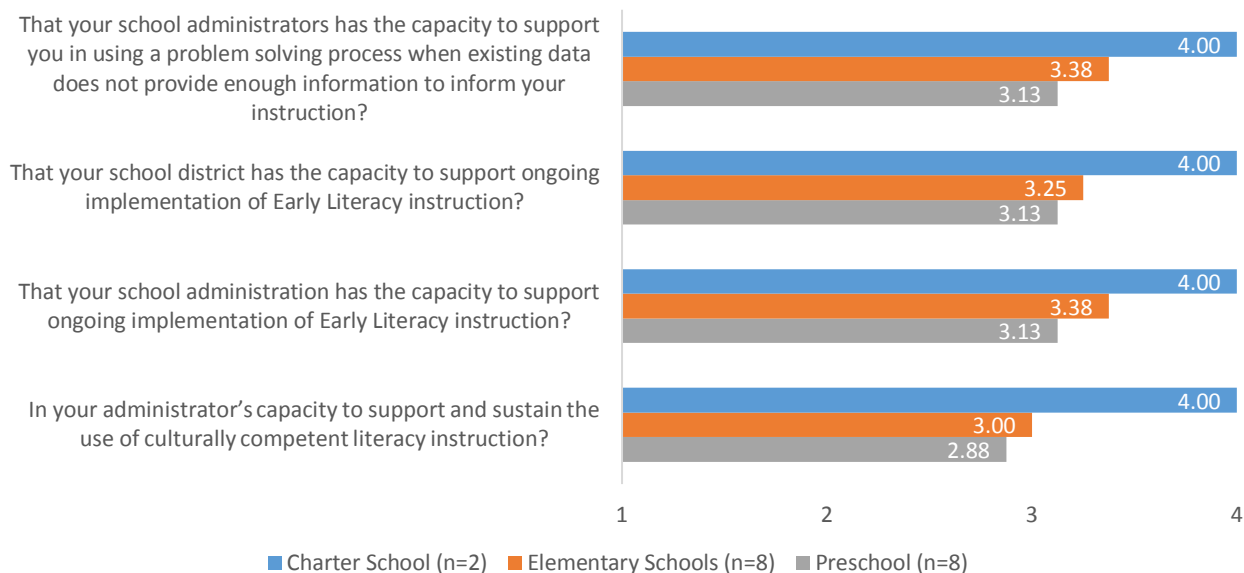 That your school administrators has the capacity to support
you in using a problem solving process when existing data
does not provide enough information to inform your
instruction?
4.00
3.38
3.13
That your school district has the capacity to support ongoing
implementation of Early Literacy instruction?
4.00
3.25
3.13
That your school administration has the capacity to support
ongoing implementation of Early Literacy instruction?
4.00
3.38
3.13
In your administrator’s capacity to support and sustain the
use of culturally competent literacy instruction?
4.00
3.00
2.88
1 2 3 4
Charter School (n=2) Elementary Schools (n=8) Preschool (n=8)